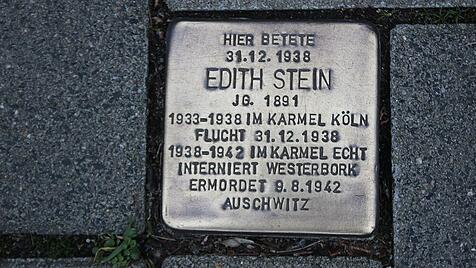 HIER BETETE
31.12.1938
EDITH STEIN
JG. 1891
1933-1938 IM KARMEL KÖLN
FLUCHT 31.12.1938
1938-1942 IM KARMEL ECHT
INTERNIERT WESTERBORK
ERMORDET 9.8.1942
AUSCHWITZ